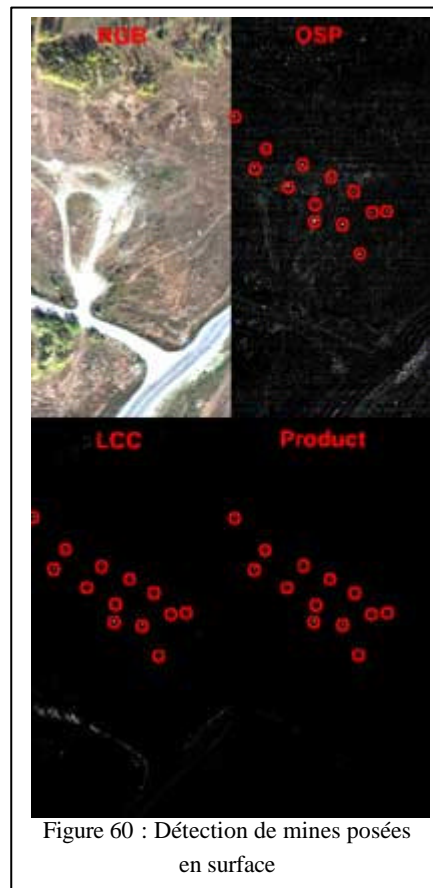 RGB
OSP
LCC
Product
Figure 60 : Détection de mines posées
en surface